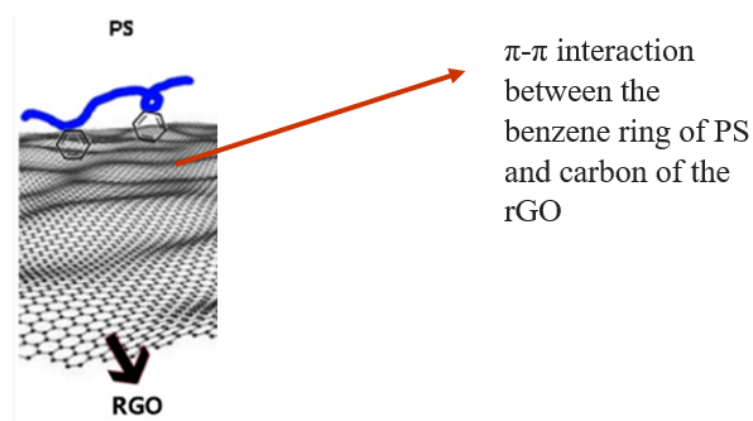 PS
π-π interaction
between the
benzene ring of PS
and carbon of the
rGO
RGO